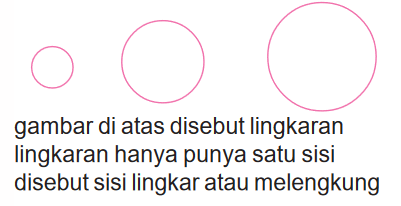 gambar di atas disebut lingkaran
lingkaran hanya punya satu sisi
disebut sisi lingkar atau melengkung